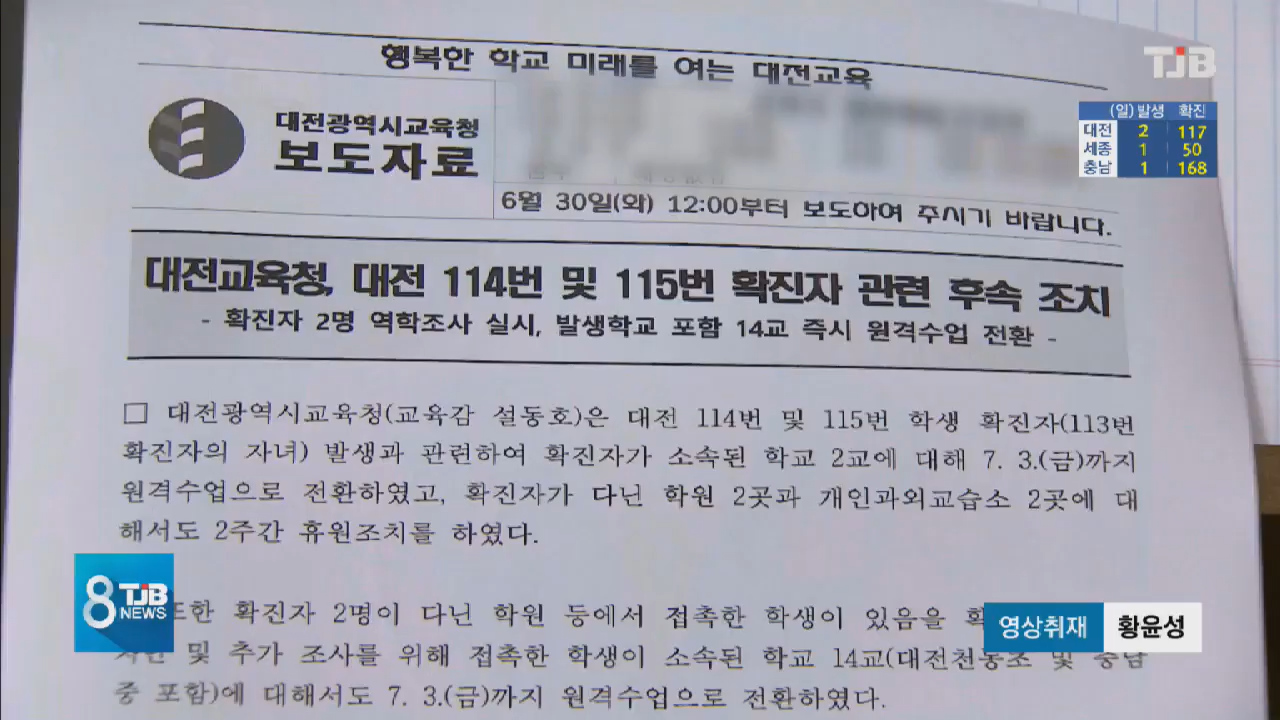 행복한 학교 미래를 여는 대전교육
TJB
대전광역시교육청
보도자료
(일) 발생 확진
대전 2 117
세종 1 50
충남 1 168
6월 30일(화) 12:00부터 보도하여 주시기 바랍니다.
대전교육청, 대전 114번 및 115번 확진자 관련 후속 조치
- 확진자 2명 역학조사 실시, 발생학교 포함 14교 즉시 원격수업 전환 -
□ 대전광역시교육청(교육감 설동호)은 대전 114번 및 115번 학생 확진자(113번
확진자의 자녀) 발생과 관련하여 확진자가 소속된 학교 2교에 대해 7. 3.(금)까지
원격수업으로 전환하였고, 확진자가 다닌 학원 2곳과 개인과외교습소 2곳에 대
해서도 2주간 휴원조치를 하였다.
8 TJB NEWS
확진자 2명이 다닌 학원 등에서 접촉한 학생이 있음을
영상취재 황윤성
및 추가 조사를 위해 접촉한 학생이 소속된 학교 14교(대전천동초 및 충남
중 포함)에 대해서도 7. 3.(금)까지 원격수업으로 전환하였다.